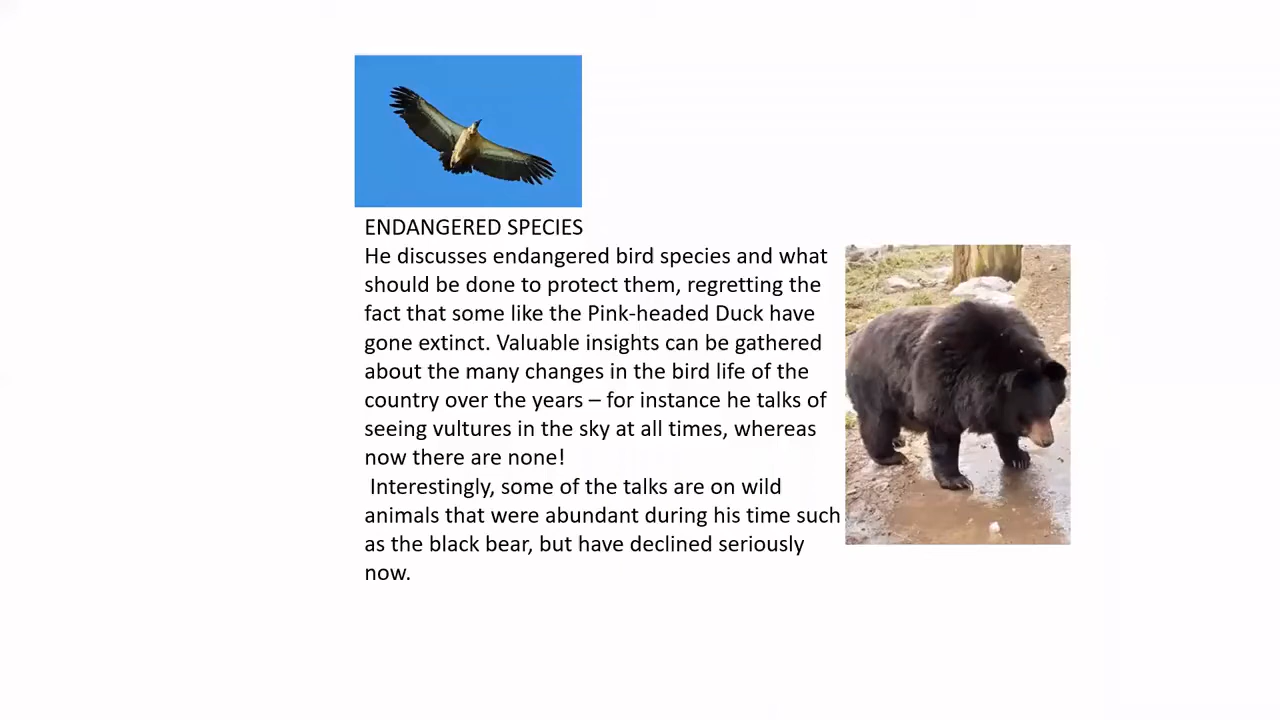 ENDANGERED SPECIES
He discusses endangered bird species and what
should be done to protect them, regretting the
fact that some like the Pink-headed Duck have
gone extinct. Valuable insights can be gathered
about the many changes in the bird life of the
country over the years – for instance he talks of
seeing vultures in the sky at all times, whereas
now there are none!
Interestingly, some of the talks are on wild
animals that were abundant during his time such
as the black bear, but have declined seriously
now.